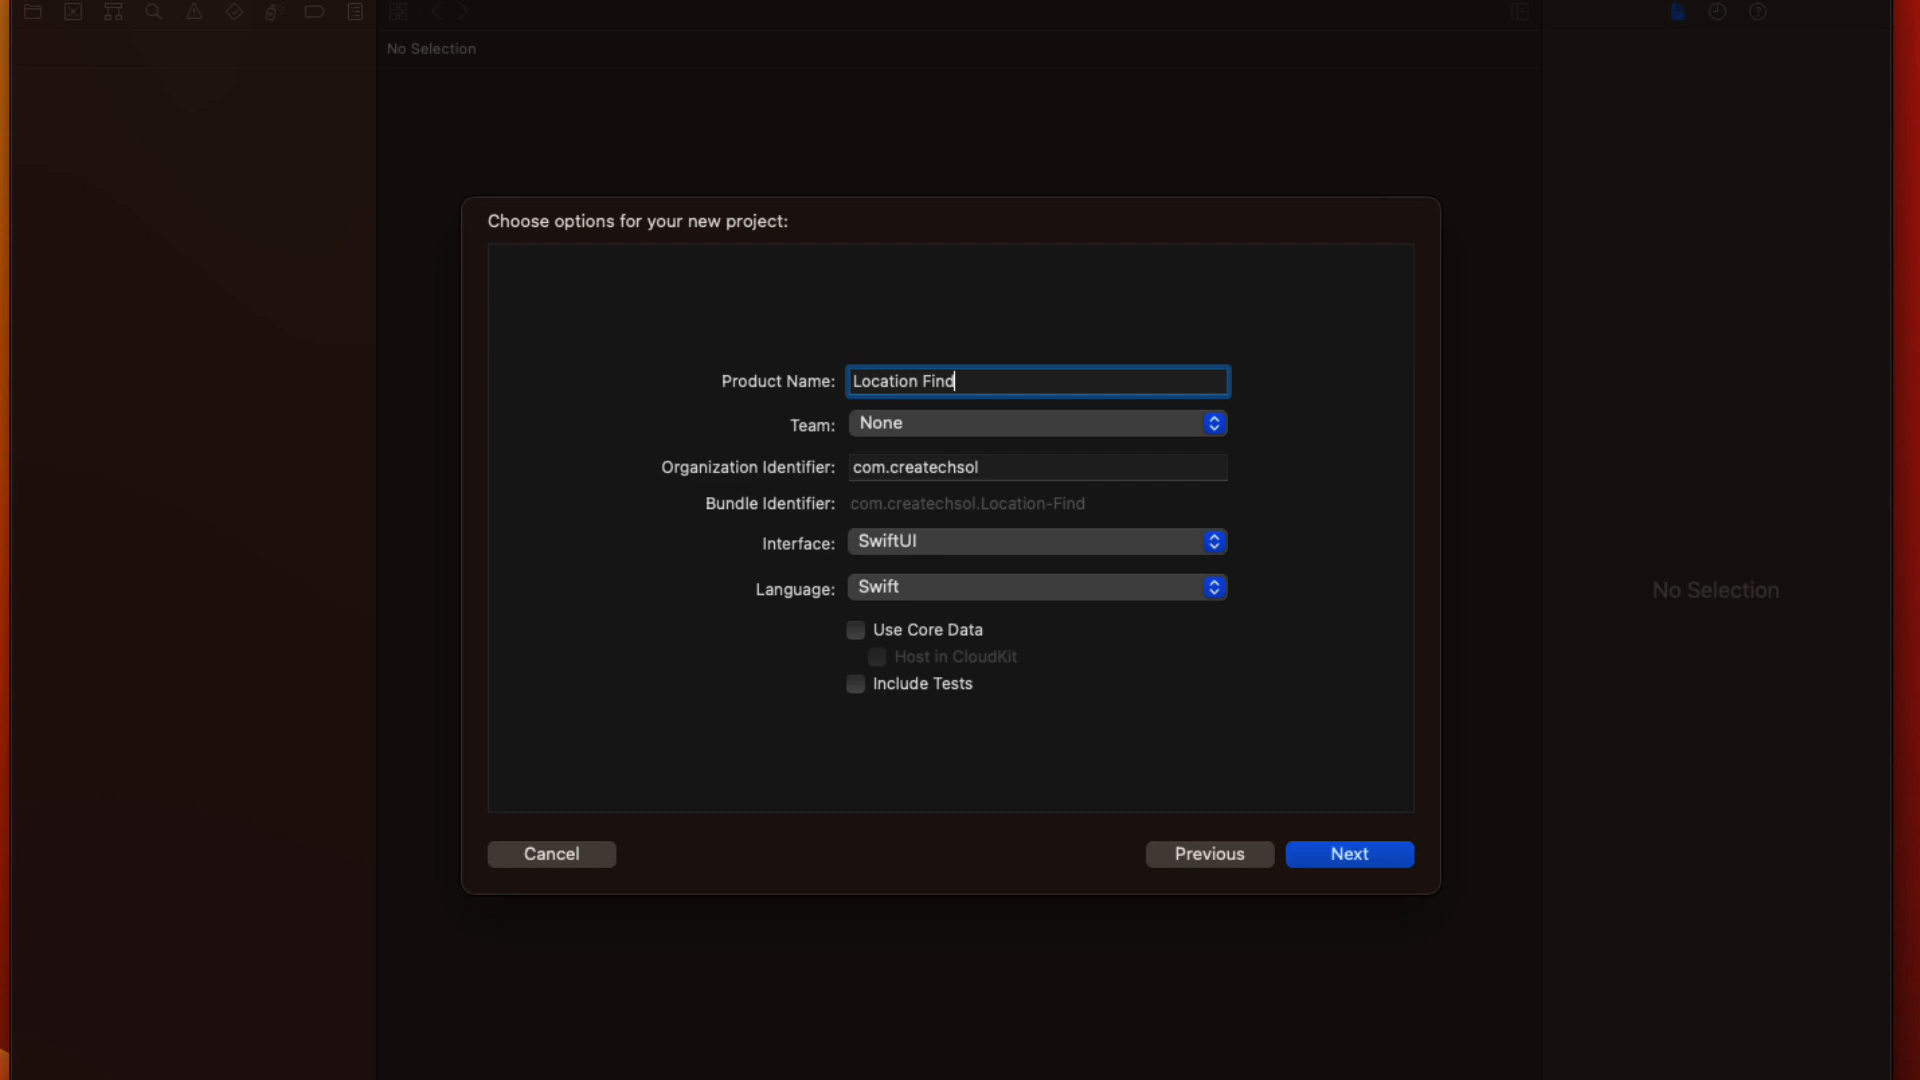 No Selection
Choose options for your new project:
Product Name: Location Find
Team: None
Organization Identifier: com.createchsol
Bundle Identifier: com.createchsol.Location-Find
Interface: SwiftUI
Language: Swift
Use Core Data
Host in CloudKit
Include Tests
No Selection
Cancel
Previous
Next